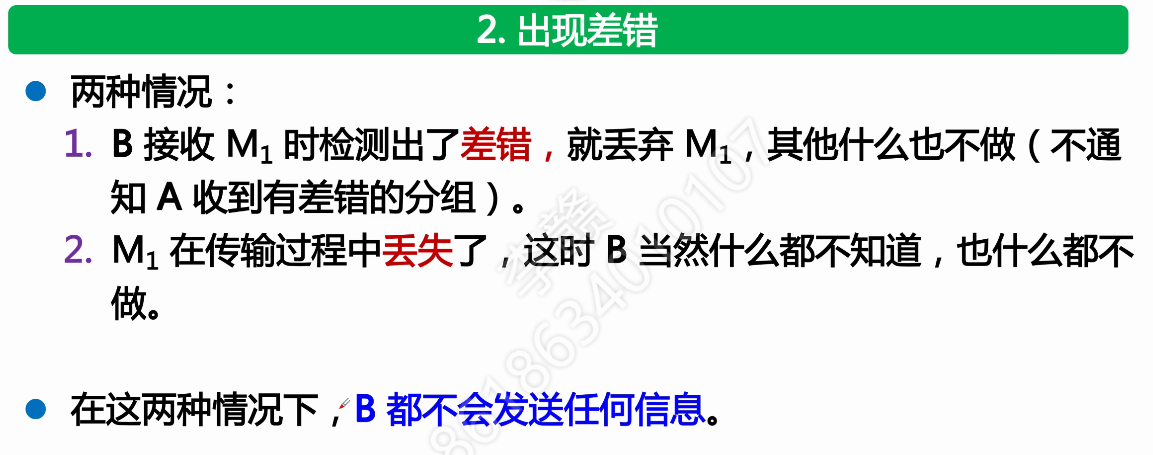 2. 出现差错
● 两种情况：
1. B 接收 M₁ 时检测出了差错，就丢弃 M₁，其他什么也不做（不通
知 A 收到有差错的分组）。
2. M₁ 在传输过程中丢失了，这时 B 当然什么都不知道，也什么都不
做。
● 在这两种情况下，B 都不会发送任何信息。